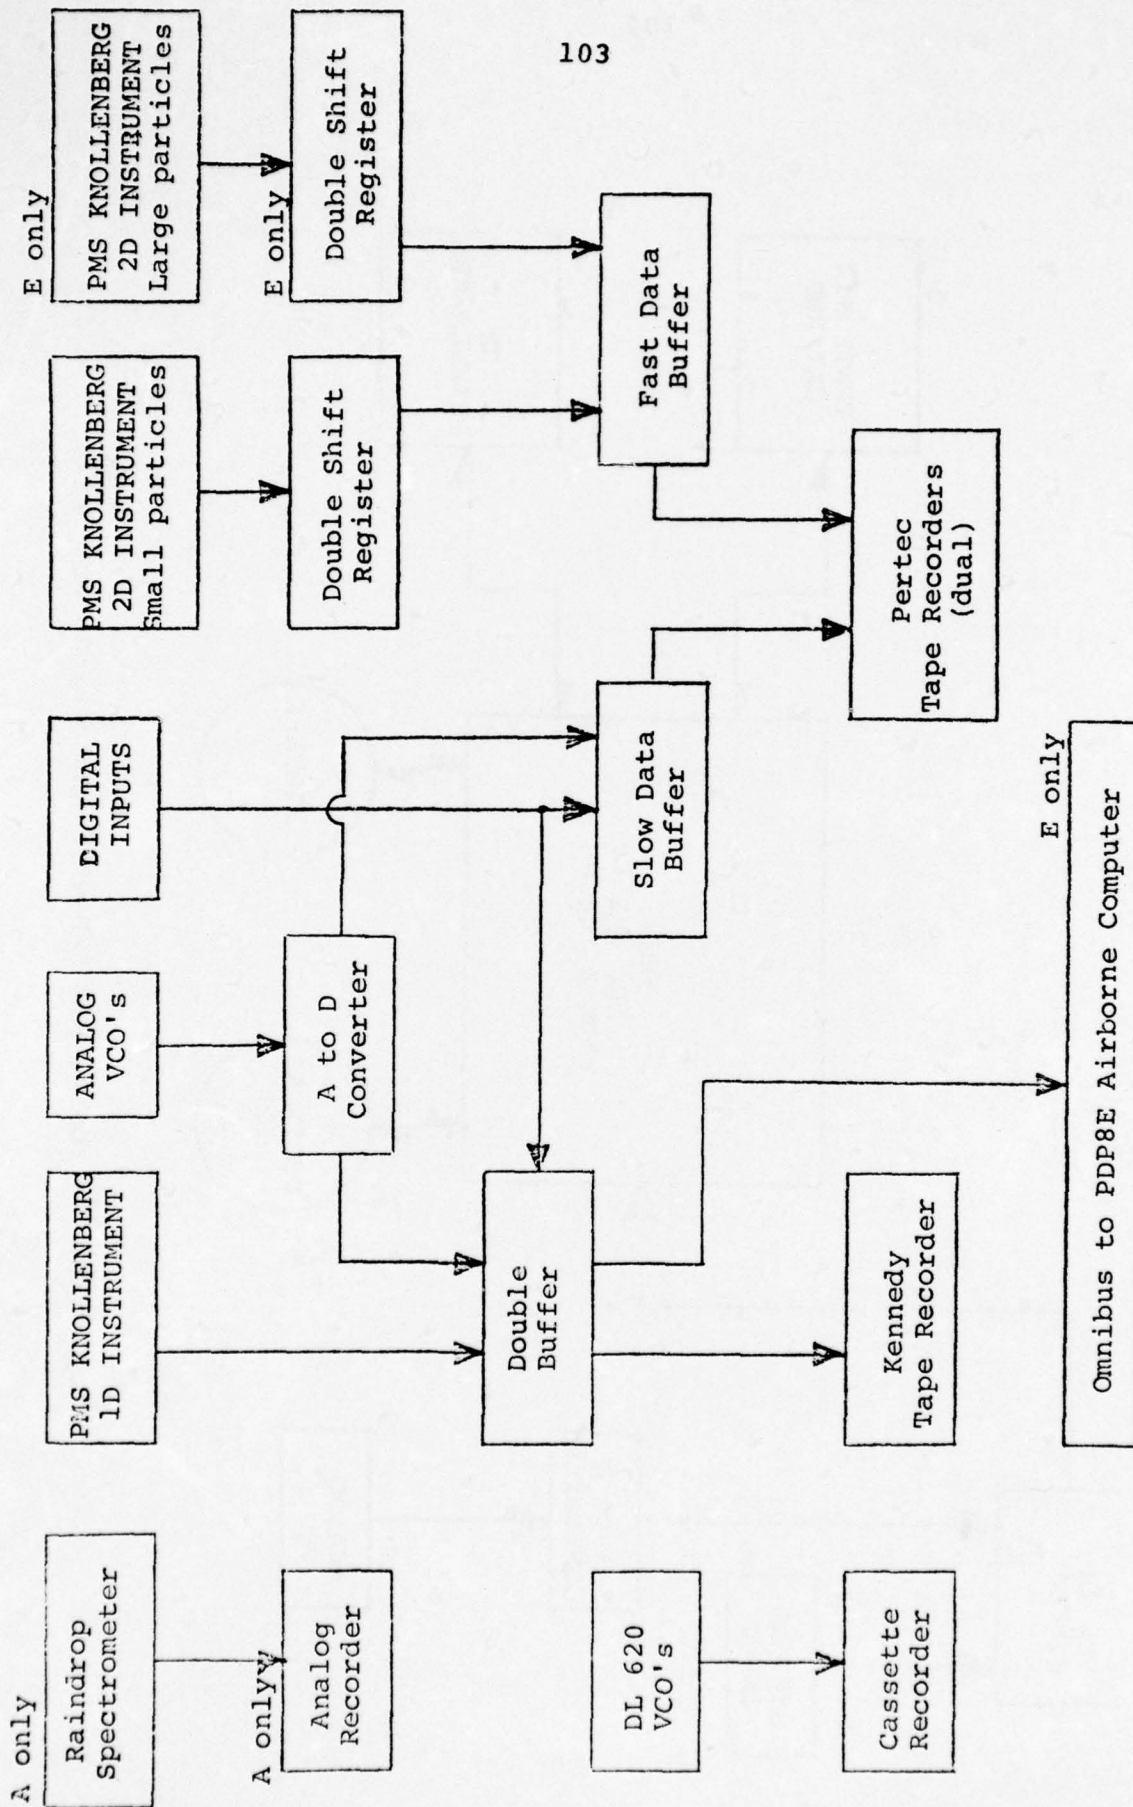 103
A only
Raindrop
Spectrometer
A only
Analog
Recorder
DL 620
VCO's
Cassette
Recorder
PMS KNOLLENBERG
1D INSTRUMENT
Double
Buffer
Kennedy
Tape Recorder
ANALOG
VCO's
A to D
Converter
DIGITAL
INPUTS
Slow Data
Buffer
PMS KNOLLENBERG
2D INSTRUMENT
Small particles
Double Shift
Register
E only
PMS KNOLLENBERG
2D INSTRUMENT
Large particles
E only
Double Shift
Register
Fast Data
Buffer
Pertec
Tape Recorders
(dual)
E only
Omnibus to PDP8E Airborne Computer